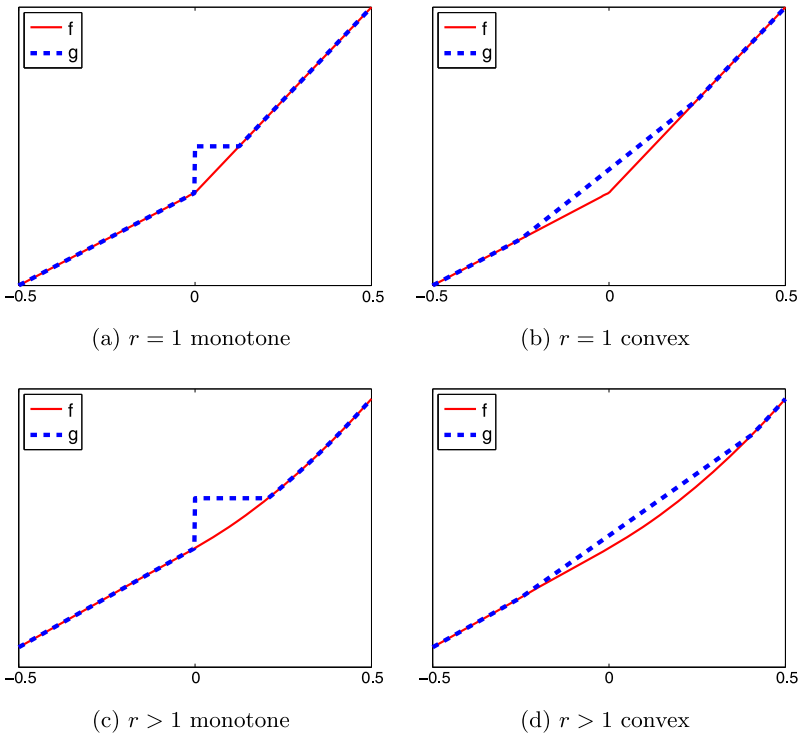 f
g
f
g
−0.5 0 0.5
−0.5 0 0.5
(a) r = 1 monotone
(b) r = 1 convex
f
g
f
g
−0.5 0 0.5
−0.5 0 0.5
(c) r > 1 monotone
(d) r > 1 convex